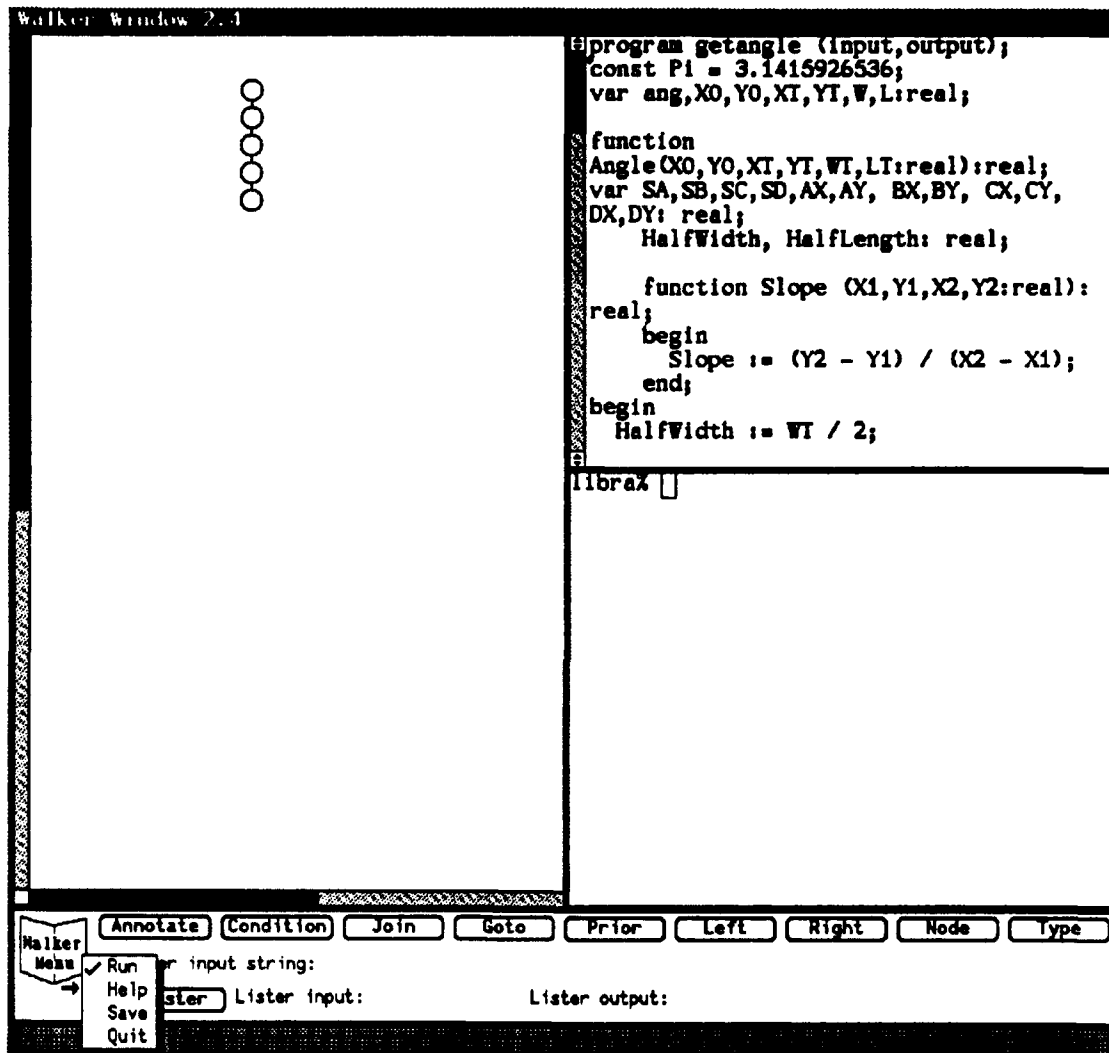 Walker Window 2.4
program getangle (input,output);
const Pi = 3.1415926536;
var ang,XO,YO,XT,YT,W,L:real;
function
Angle(XO,YO,XT,YT,WT,LT:real):real;
var SA,SB,SC,SD,AX,AY, BX,BY, CX,CY,
DX,DY: real;
HalfWidth, HalfLength: real;
function Slope (X1,Y1,X2,Y2:real):
real;
begin
Slope := (Y2 - Y1) / (X2 - X1);
end;
begin
HalfWidth := WT / 2;
libra%
Annotate Condition Join Goto Prior Left Right Node Type
Walker
Menu
input string:
Lister input: Lister output:
Run
Help
Save
Quit